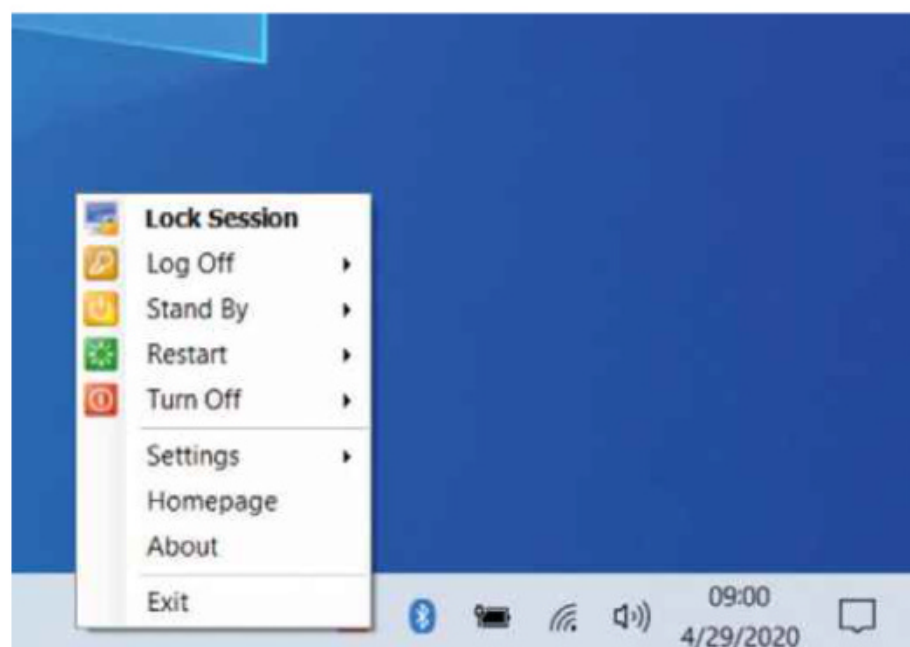 Lock Session
Log Off
Stand By
Restart
Turn Off
Settings
Homepage
About
Exit
09:00
4/29/2020